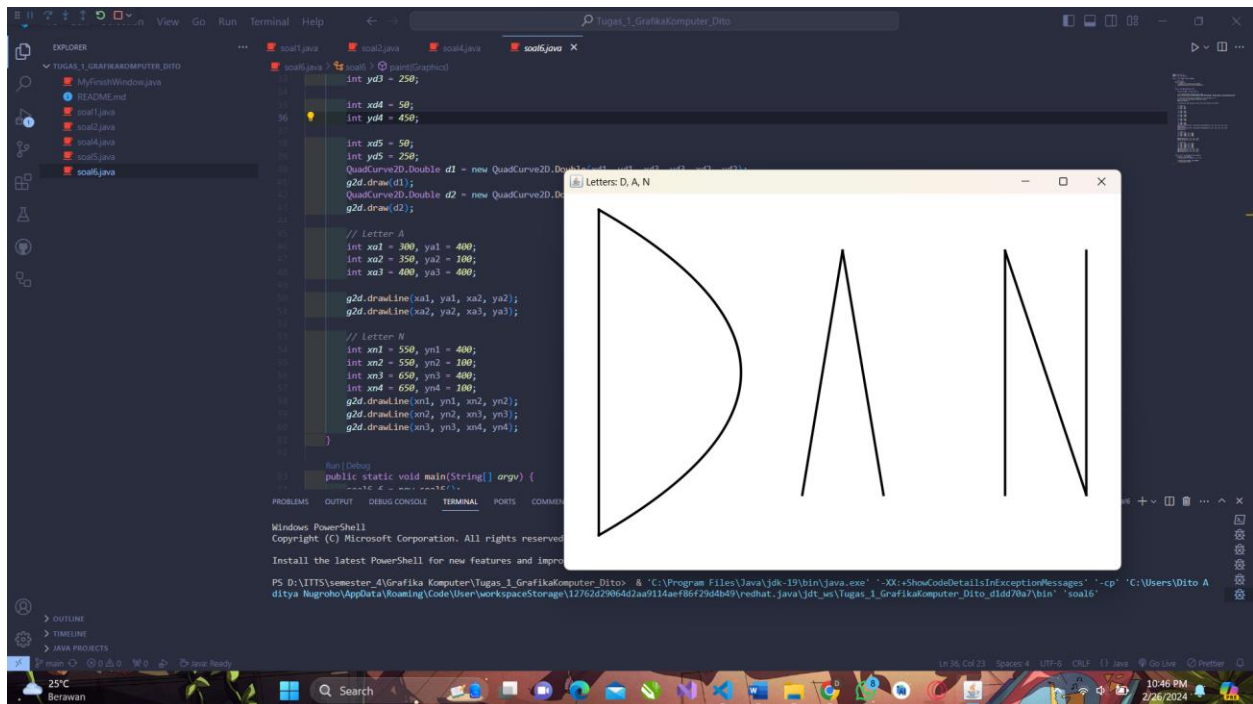 View Go Run Terminal Help
Tugas_1_GrafikaKomputer_Dito
EXPLORER
soal1.java
soal2.java
soal4.java
soal6.java
TUGAS_1_GRAFIKAKOMPUTER_DITO
MyFinishWindow.java
README.md
soal1.java
soal2.java
soal4.java
soal5.java
soal6.java
soal6.java > soal6 > paint(Graphics)
int yd3 = 250;
int xd4 = 50;
36 int yd4 = 450;
int xd5 = 50;
int yd5 = 250;
QuadCurve2D.Double d1 = new QuadCurve2D.Double(
g2d.draw(d1);
QuadCurve2D.Double d2 = new QuadCurve2D.Do
g2d.draw(d2);
// Letter A
int xa1 = 300, ya1 = 400;
int xa2 = 350, ya2 = 100;
int xa3 = 400, ya3 = 400;
g2d.drawLine(xa1, ya1, xa2, ya2);
g2d.drawLine(xa2, ya2, xa3, ya3);
// Letter N
int xn1 = 550, yn1 = 400;
int xn2 = 550, yn2 = 100;
int xn3 = 650, yn3 = 400;
int xn4 = 650, yn4 = 100;
g2d.drawLine(xn1, yn1, xn2, yn2);
g2d.drawLine(xn2, yn2, xn3, yn3);
g2d.drawLine(xn3, yn3, xn4, yn4);
}
Run | Debug
public static void main(String[] argv) {
Letters: D, A, N
D A N
PROBLEMS OUTPUT DEBUG CONSOLE TERMINAL PORTS COMMEN
Windows PowerShell
Copyright (C) Microsoft Corporation. All rights reserved
Install the latest PowerShell for new features and impro
PS D:\ITTS\semester_4\Grafika Komputer\Tugas_1_GrafikaKomputer_Dito> & 'C:\Program Files\Java\jdk-19\bin\java.exe' '-XX:+ShowCodeDetailsInExceptionMessages' '-cp' 'C:\Users\Dito A
ditya Nugroho\AppData\Roaming\Code\User\workspaceStorage\12762d29064d2aa9114aef86f29d4b49\redhat.java\jdt_ws\Tugas_1_GrafikaKomputer_Dito_d1dd70a7\bin' 'soal6'
OUTLINE
TIMELINE
JAVA PROJECTS
main 0 0 0 0 Java: Ready
Ln 36, Col 23 Spaces: 4 UTF-8 CRLF {} Java Go Live Prettier
25°C
Berawan
Search
10:46 PM
2/26/2024